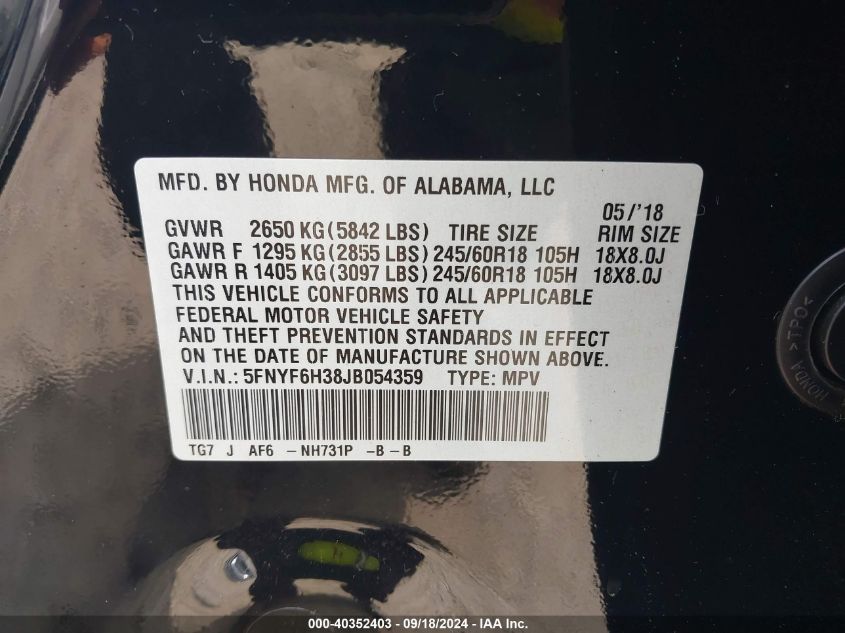 MFD. BY HONDA MFG. OF ALABAMA, LLC
05/'18
GVWR 2650 KG (5842 LBS) TIRE SIZE RIM SIZE
GAWR F 1295 KG (2855 LBS) 245/60R18 105H 18X8.0J
GAWR R 1405 KG (3097 LBS) 245/60R18 105H 18X8.0J
THIS VEHICLE CONFORMS TO ALL APPLICABLE
FEDERAL MOTOR VEHICLE SAFETY
AND THEFT PREVENTION STANDARDS IN EFFECT
ON THE DATE OF MANUFACTURE SHOWN ABOVE.
V.I.N.: 5FNYF6H38JB054359 TYPE: MPV
TG7 J AF6 - NH731P - B - B
HONDA >TPO<
000-40352403 - 09/18/2024 - IAA Inc.